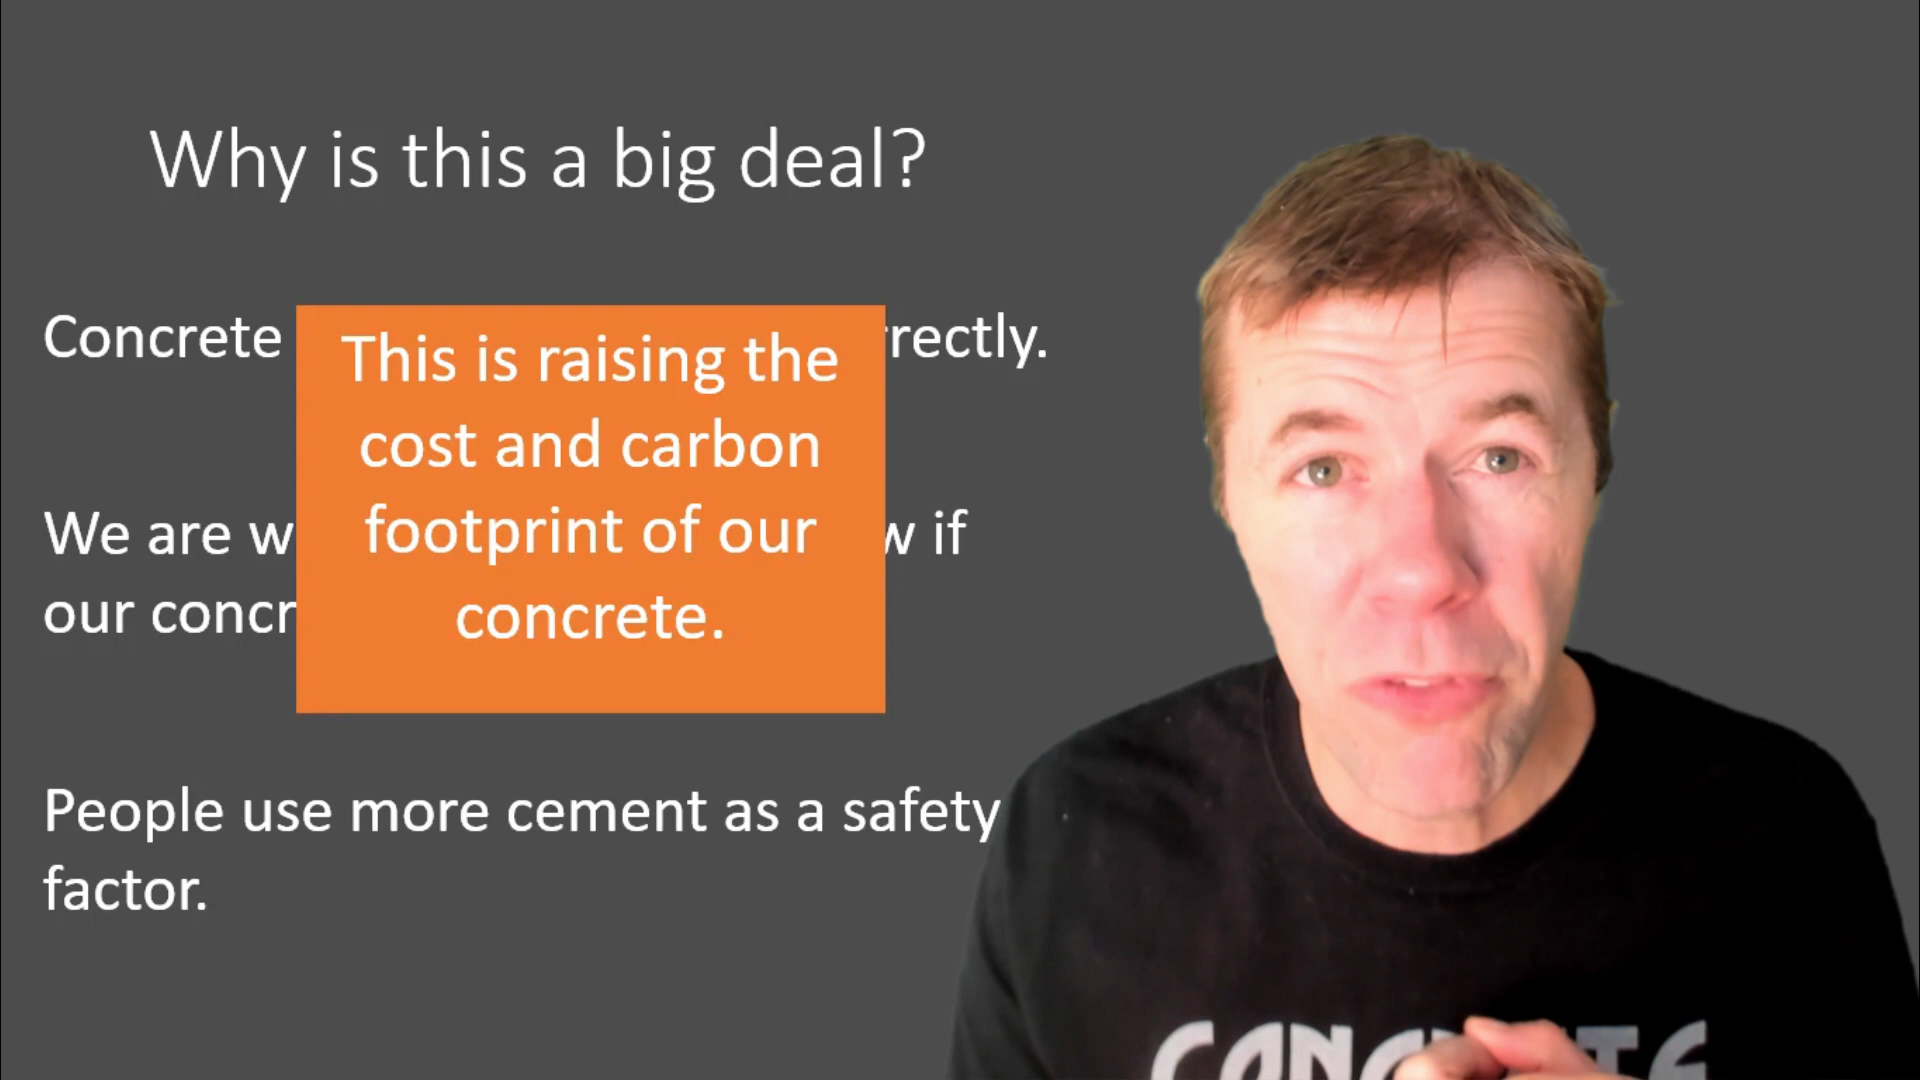 Why is this a big deal?
Concrete
rectly.
This is raising the
cost and carbon
footprint of our
concrete.
We are
if
our
People use more cement as a safety
factor.